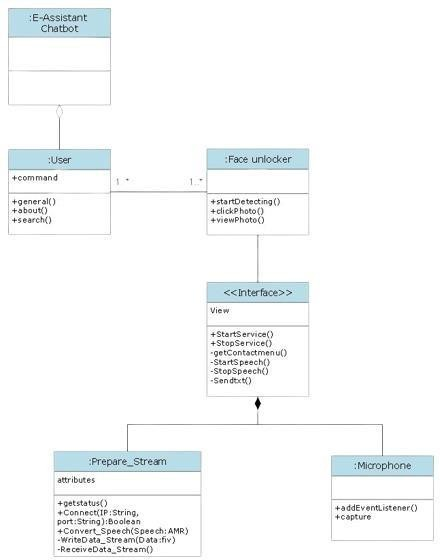 :E-Assistant
Chatbot
:User
+command
+general()
+about()
+search()
1 *
1..*
:Face unlocker
+startDetecting()
+clickPhoto()
+viewPhoto()
<<Interface>>
View
+StartService()
+StopService()
-getContactmenu()
-StartSpeech()
-StopSpeech()
-Sendtxt()
:Prepare_Stream
attributes
+getstatus()
+Connect(IP:String,
port:String):Boolean
+Convert_Speech(Speech:AMR)
-WriteData_Stream(Data:fiv)
-ReceiveData_Stream()
:Microphone
+addEventListener()
+capture